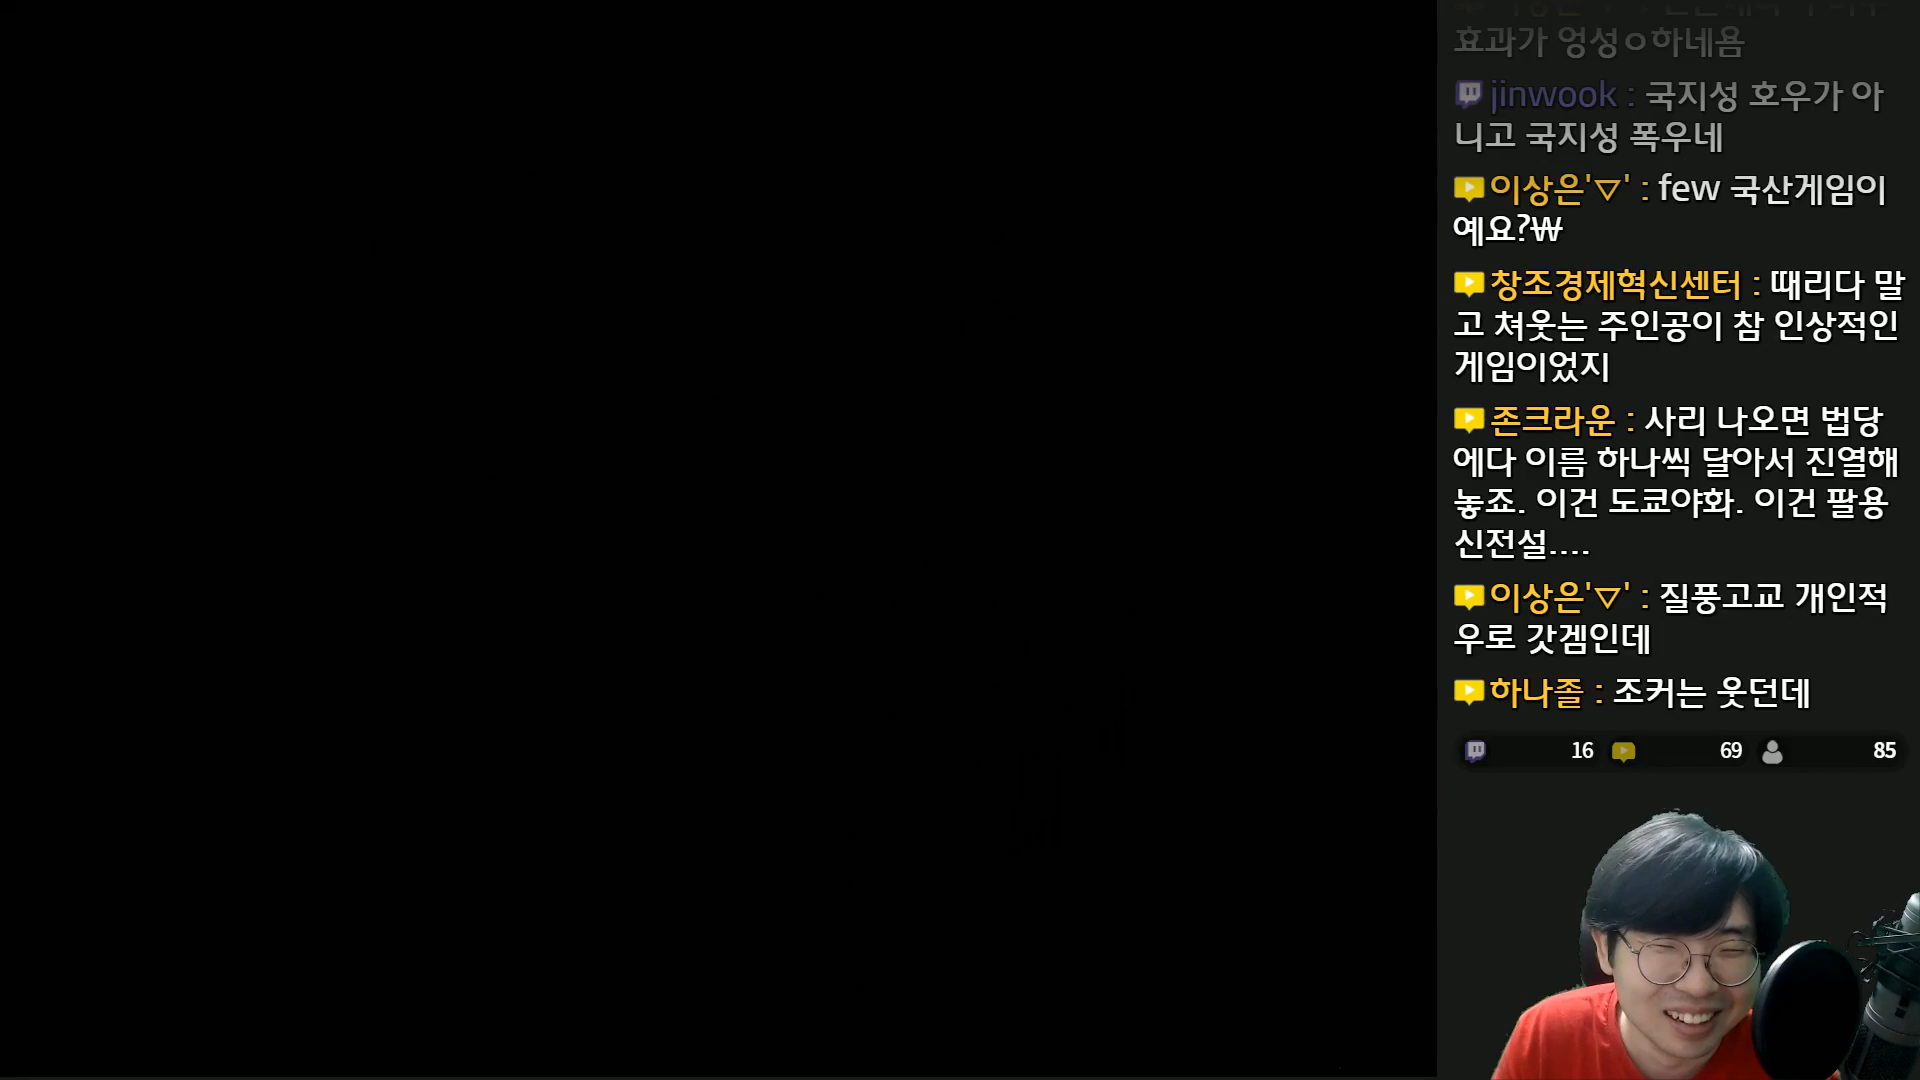 효과가 엉성ㅇ하네욤
jinwook : 국지성 호우가 아
니고 국지성 폭우네
이상은'▽' : few 국산게임이
예요?₩
창조경제혁신센터 : 때리다 말
고 쳐웃는 주인공이 참 인상적인
게임이었지
존크라운 : 사리 나오면 법당
에다 이름 하나씩 달아서 진열해
놓죠. 이건 도쿄야화. 이건 팔용
신전설....
이상은'▽' : 질풍고교 개인적
우로 갓겜인데
하나졸 : 조커는 웃던데
16 69 85